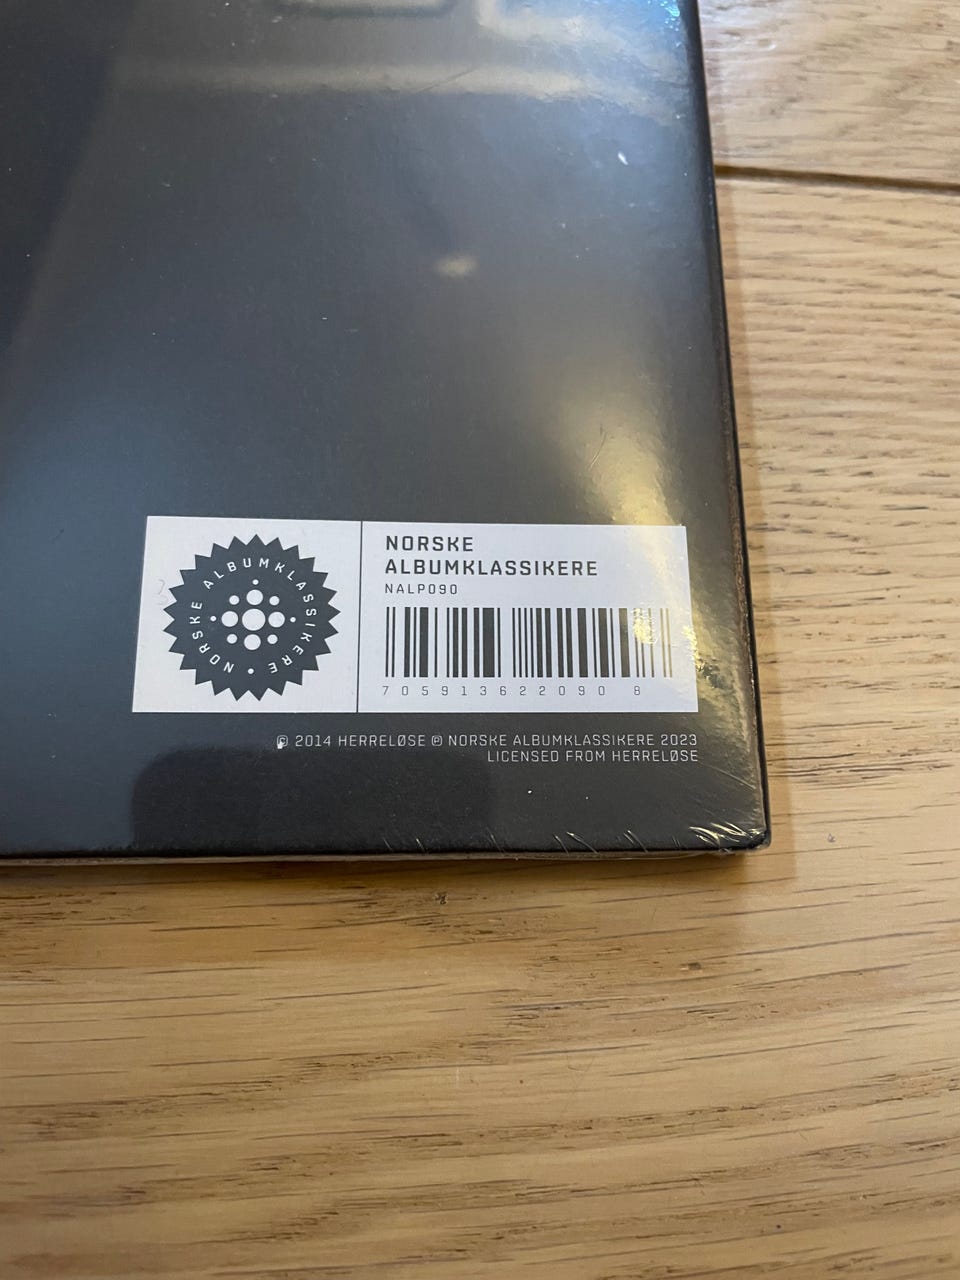 NORSKE ALBUMKLASSIKERE •
NORSKE
ALBUMKLASSIKERE
NALP090
7 059136 220908
℗ 2014 HERRELØSE ℗ NORSKE ALBUMKLASSIKERE 2023
LICENSED FROM HERRELØSE